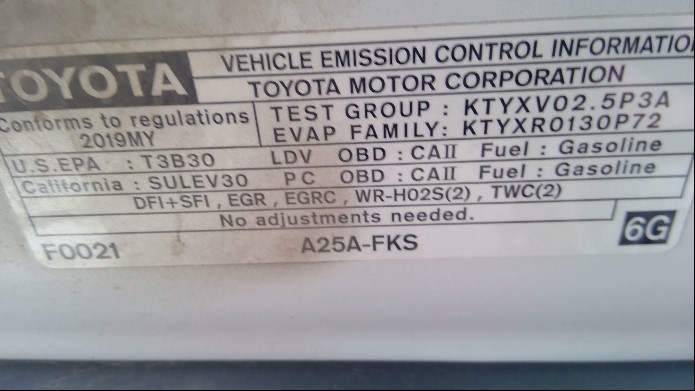 TOYOTA VEHICLE EMISSION CONTROL INFORMATION
TOYOTA MOTOR CORPORATION
Conforms to regulations
2019MY
TEST GROUP : KTYXV02.5P3A
EVAP FAMILY: KTYXR0130P72
U.S.EPA : T3B30 LDV OBD : CAII Fuel : Gasoline
California : SULEV30 PC OBD : CAII Fuel : Gasoline
DFI+SFI , EGR , EGRC , WR-HO2S(2) , TWC(2)
No adjustments needed.
F0021 A25A-FKS 6G